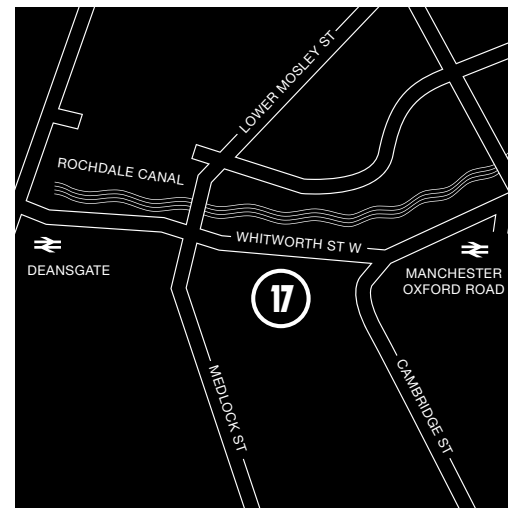 LOWER MOSLEY ST
ROCHDALE CANAL
WHITWORTH ST W
DEANSGATE
MANCHESTER
OXFORD ROAD
17
MEDLOCK ST
CAMBRIDGE ST